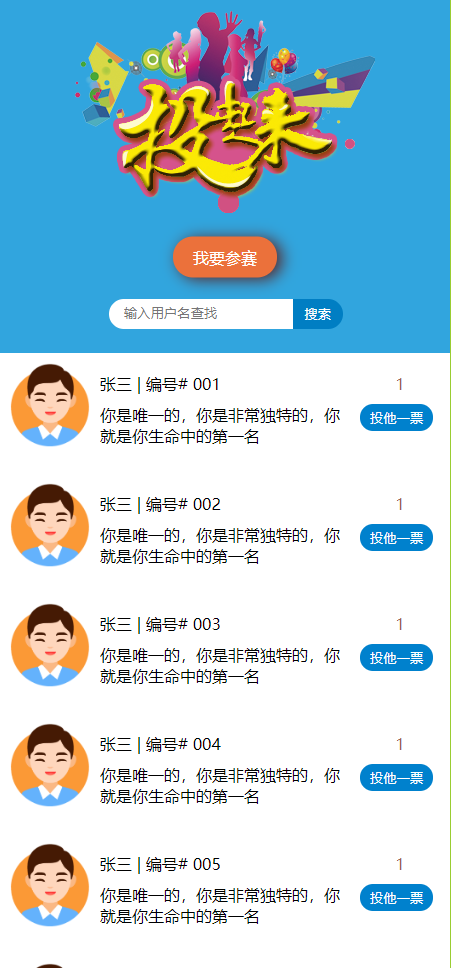 投起来
我要参赛
输入用户名查找
搜索
张三 | 编号# 001
1
你是唯一的，你是非常独特的，你
就是你生命中的第一名
投他一票
张三 | 编号# 002
1
你是唯一的，你是非常独特的，你
就是你生命中的第一名
投他一票
张三 | 编号# 003
1
你是唯一的，你是非常独特的，你
就是你生命中的第一名
投他一票
张三 | 编号# 004
1
你是唯一的，你是非常独特的，你
就是你生命中的第一名
投他一票
张三 | 编号# 005
1
你是唯一的，你是非常独特的，你
就是你生命中的第一名
投他一票